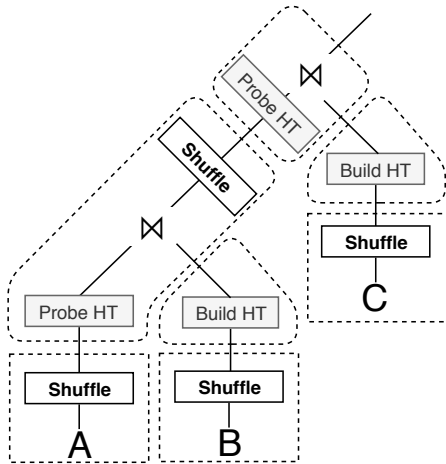 ⋈
Probe HT
Shuffle
Build HT
⋈
Shuffle
C
Probe HT
Build HT
Shuffle
Shuffle
A
B